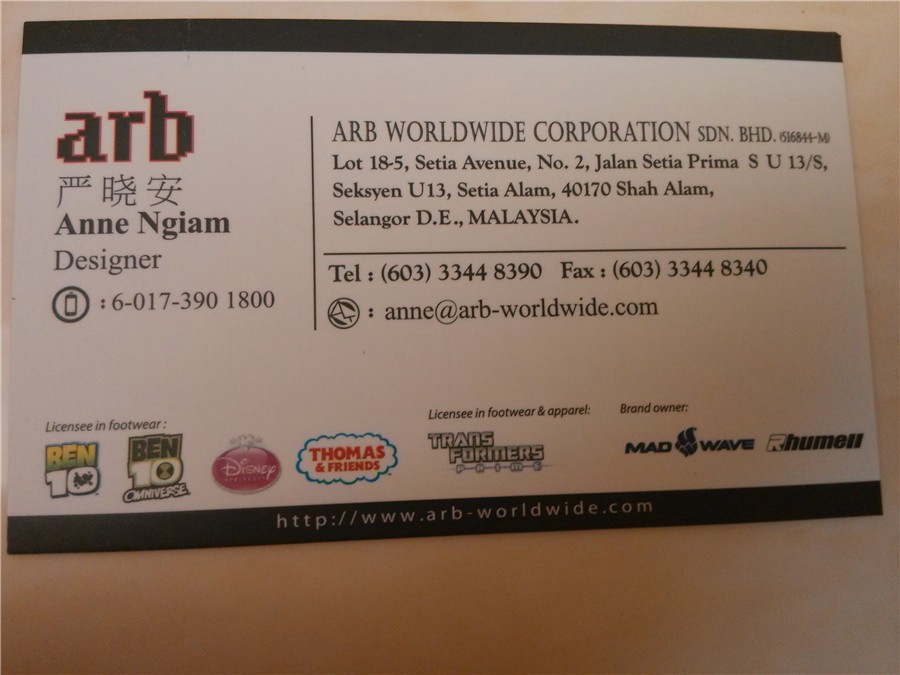 arb
严晓安
Anne Ngiam
Designer
: 6-017-390 1800
ARB WORLDWIDE CORPORATION SDN. BHD. (516844-M)
Lot 18-5, Setia Avenue, No. 2, Jalan Setia Prima S U 13/S,
Seksyen U13, Setia Alam, 40170 Shah Alam,
Selangor D.E., MALAYSIA.
Tel : (603) 3344 8390 Fax : (603) 3344 8340
: anne@arb-worldwide.com
Licensee in footwear :
BEN
10
BEN
10
OMNIVERSE
DISNEY
PRINCESS
THOMAS
& FRIENDS
Licensee in footwear & apparel:
TRANS
FORMERS
PRIME
Brand owner:
MAD WAVE
Rhumell
http://www.arb-worldwide.com